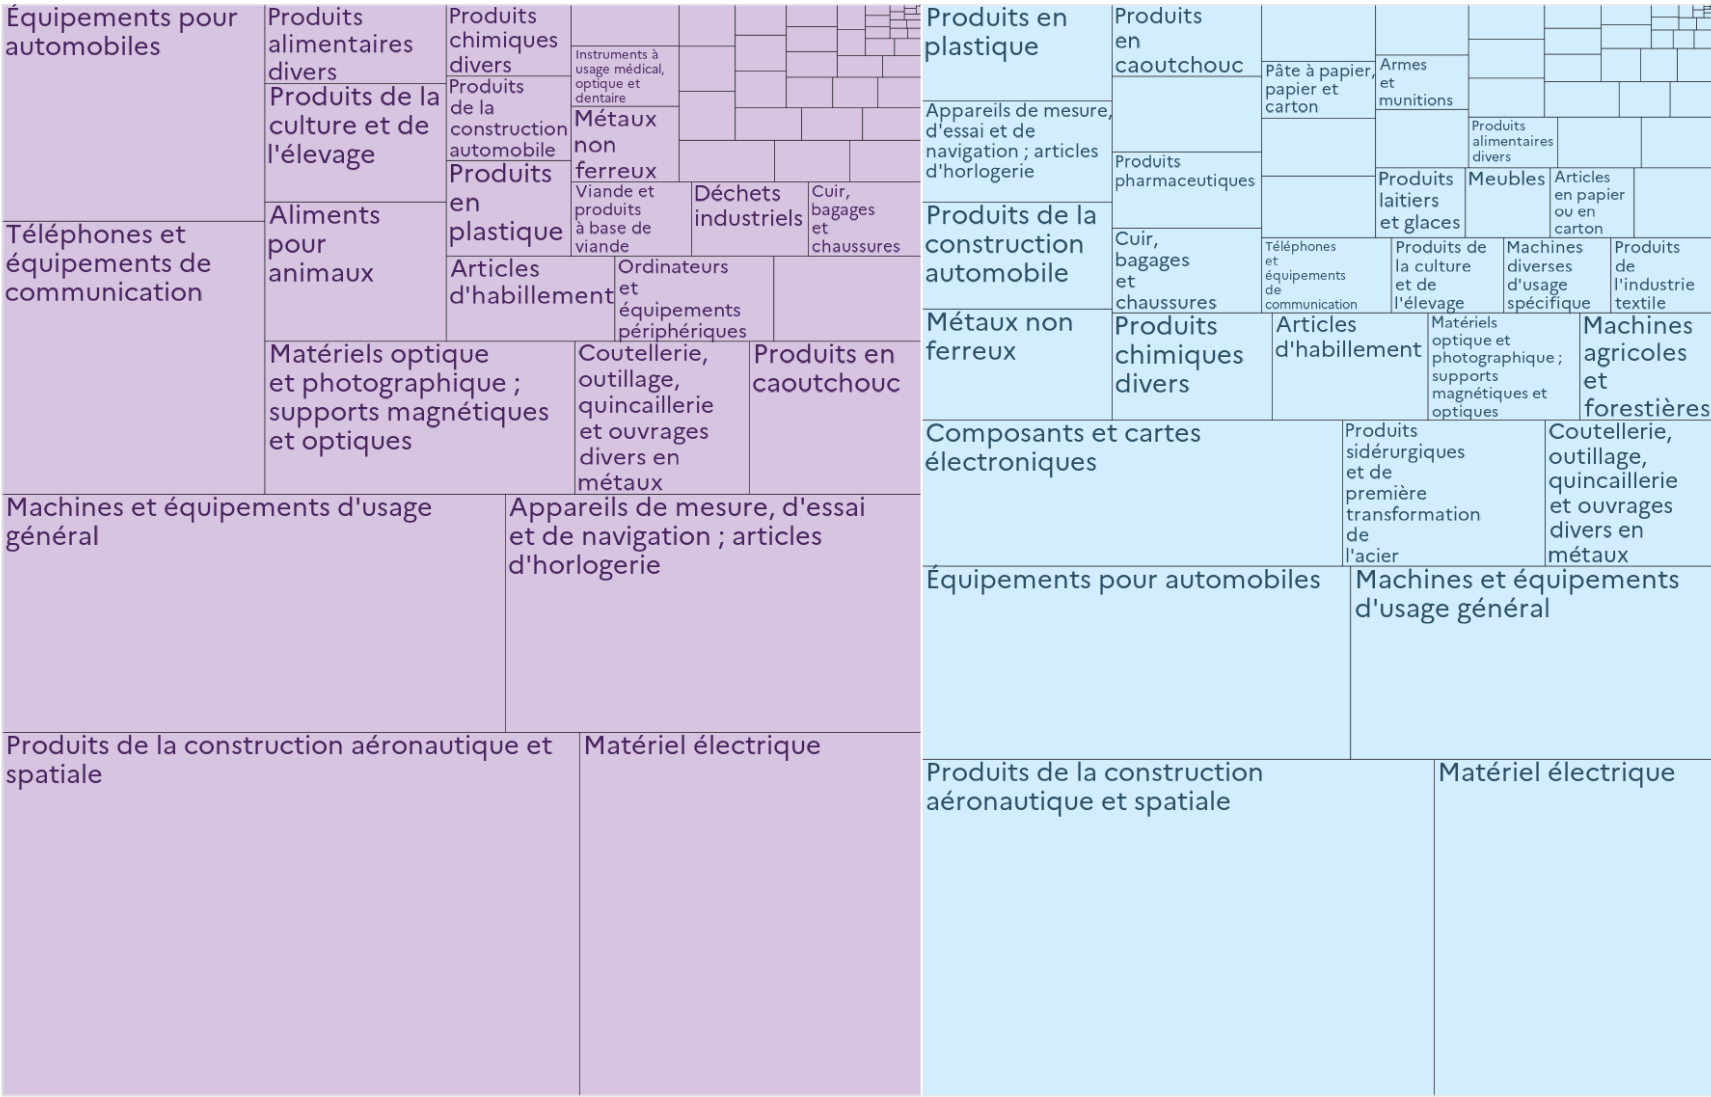 Équipements pour
automobiles
Téléphones et
équipements de
communication
Produits
alimentaires
divers
Produits de la
culture et de
l'élevage
Aliments
pour
animaux
Produits
chimiques
divers
Produits
de la
construction
automobile
Produits
en
plastique
Articles
d'habillement
Instruments à
usage médical,
optique et
dentaire
Métaux
non
ferreux
Viande et
produits
à base de
viande
Déchets
industriels
Cuir,
bagages
et
chaussures
Ordinateurs
et
équipements
périphériques
Matériels optique
et photographique ;
supports magnétiques
et optiques
Coutellerie,
outillage,
quincaillerie
et ouvrages
divers en
métaux
Produits en
caoutchouc
Machines et équipements d'usage
général
Appareils de mesure, d'essai
et de navigation ; articles
d'horlogerie
Produits de la construction aéronautique et
spatiale
Matériel électrique
Produits en
plastique
Appareils de mesure,
d'essai et de
navigation ; articles
d'horlogerie
Produits de la
construction
automobile
Métaux non
ferreux
Produits
en
caoutchouc
Produits
pharmaceutiques
Cuir,
bagages
et
chaussures
Pâte à papier,
papier et
carton
Armes
et
munitions
Produits
alimentaires
divers
Produits
laitiers
et glaces
Meubles
Articles
en papier
ou en
carton
Téléphones
et
équipements
de
communication
Produits de
la culture
et de
l'élevage
Machines
diverses
d'usage
spécifique
Produits
de
l'industrie
textile
Produits
chimiques
divers
Articles
d'habillement
Matériels
optique et
photographique ;
supports
magnétiques et
optiques
Machines
agricoles
et
forestières
Composants et cartes
électroniques
Produits
sidérurgiques
et de
première
transformation
de
l'acier
Coutellerie,
outillage,
quincaillerie
et ouvrages
divers en
métaux
Équipements pour automobiles
Machines et équipements
d'usage général
Produits de la construction
aéronautique et spatiale
Matériel électrique